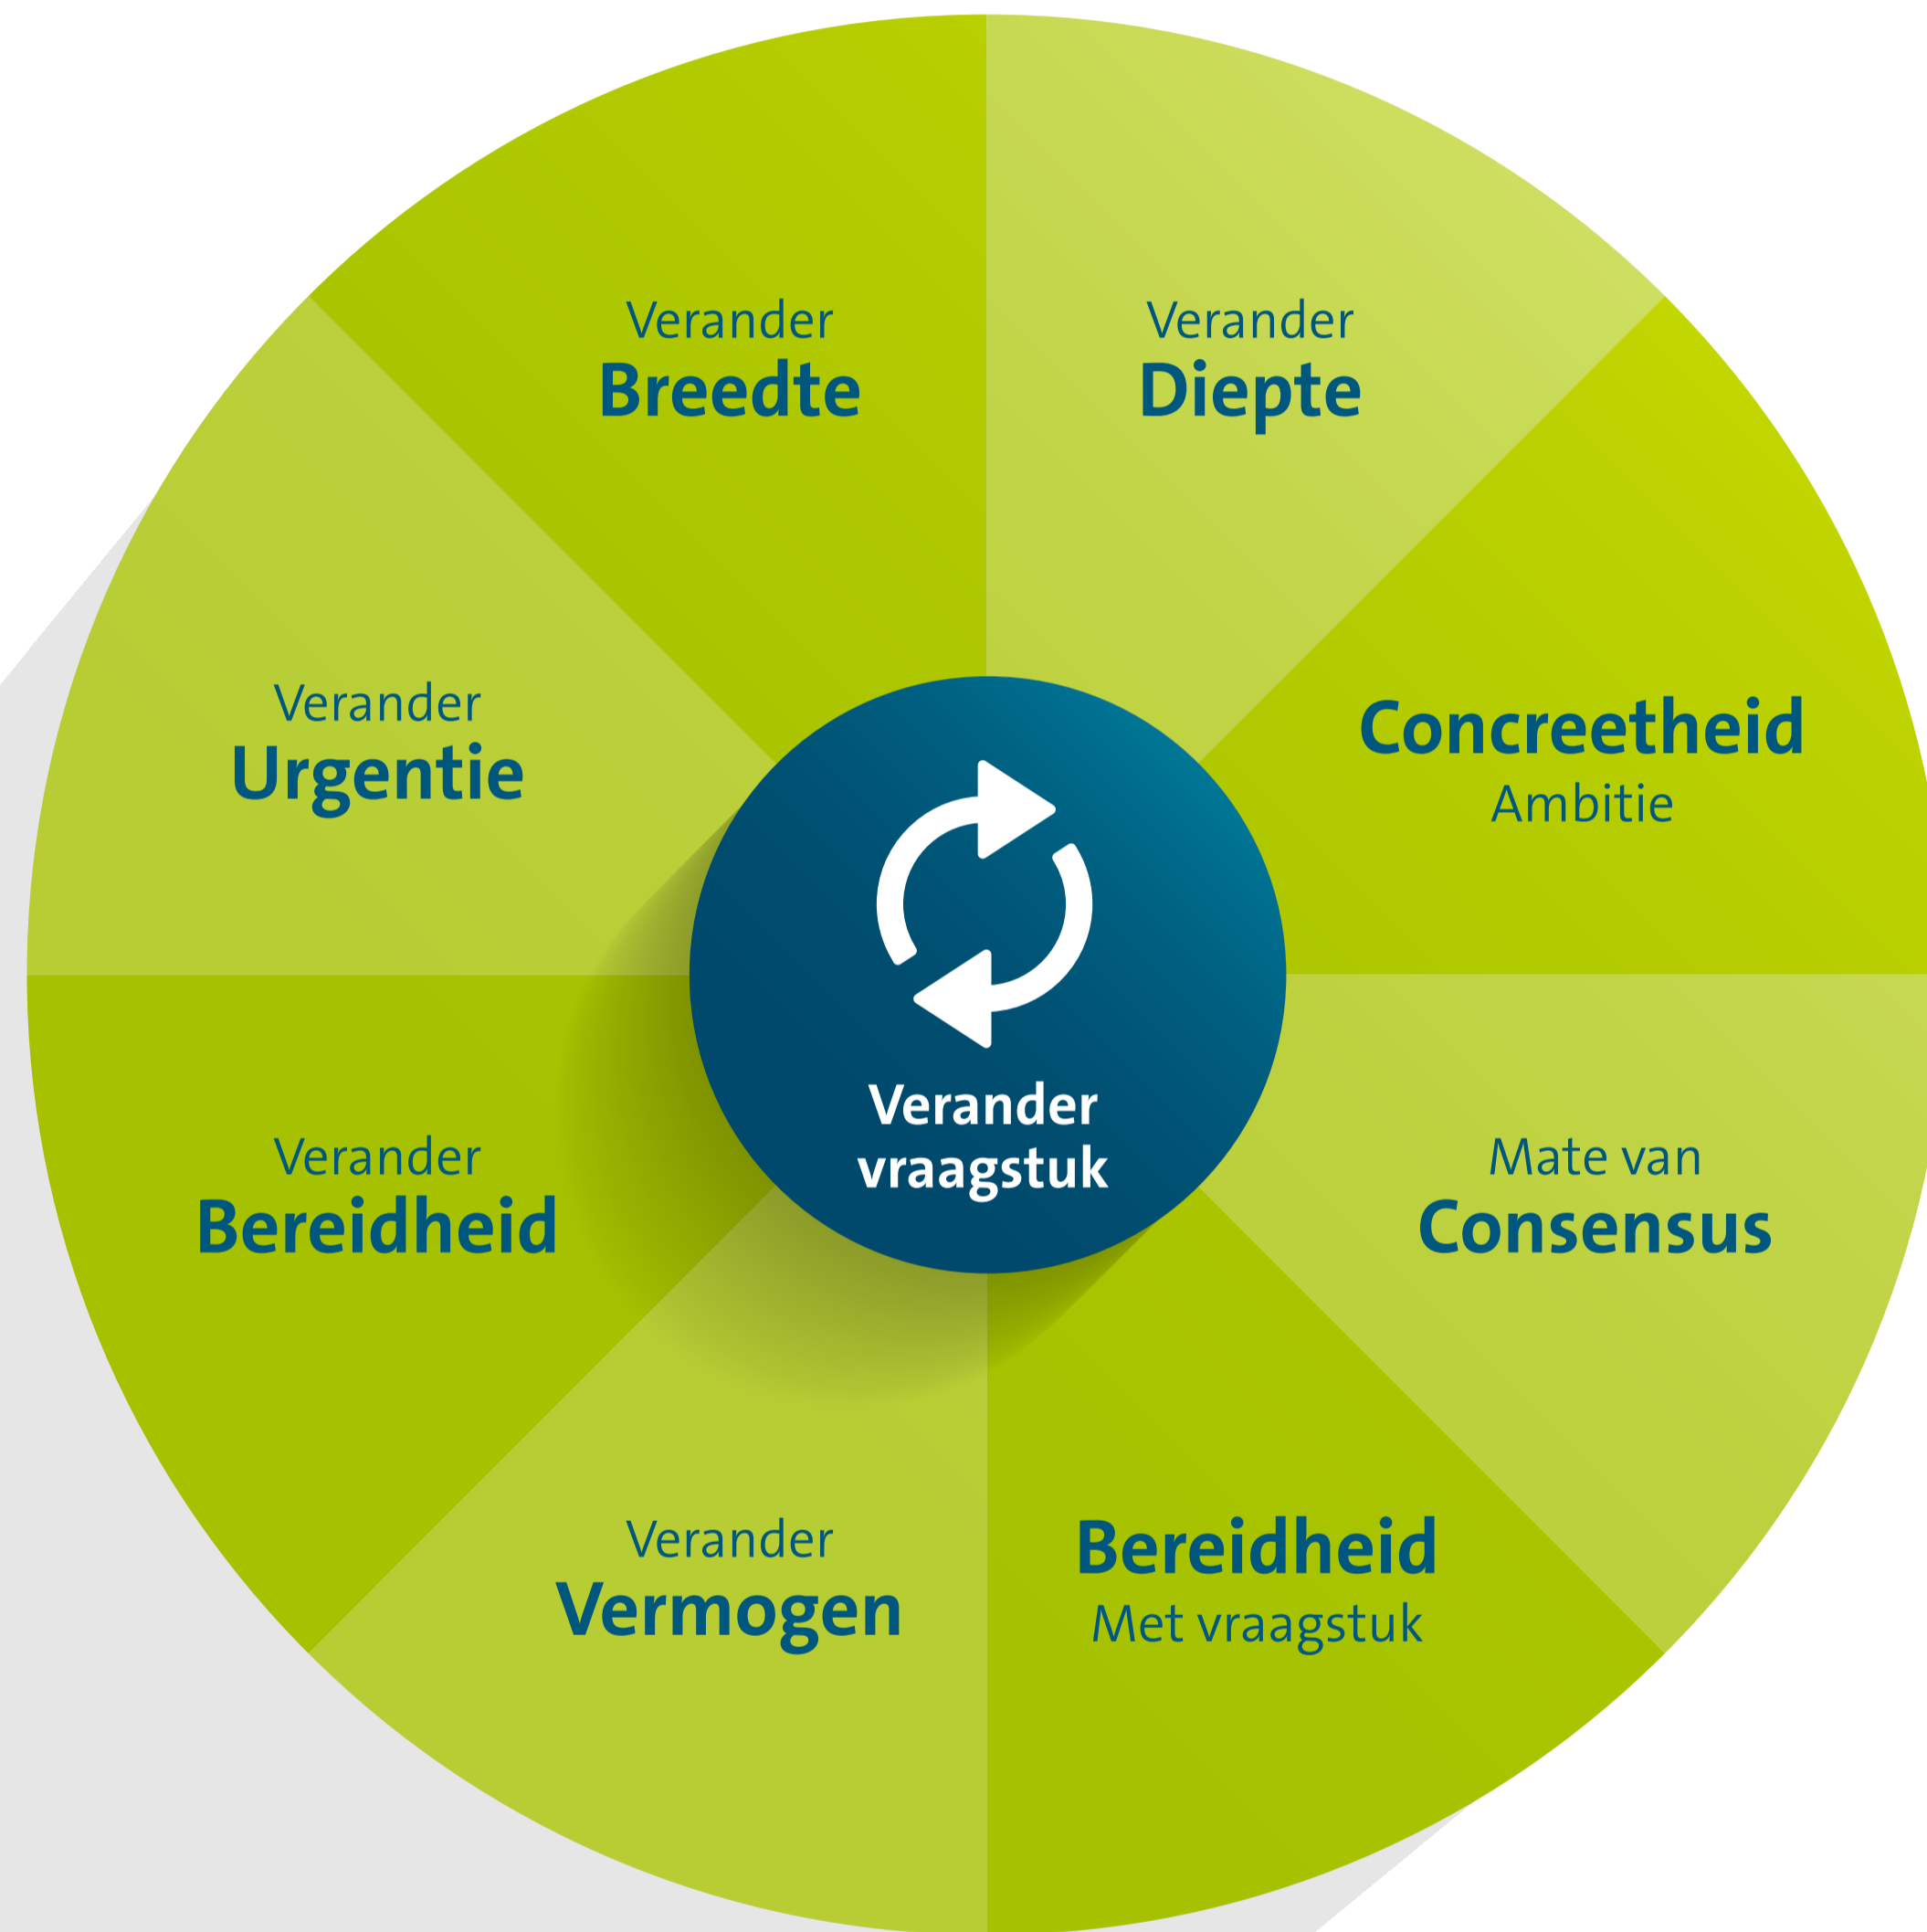 Verander
Breedte
Verander
Diepte
Concreetheid
Ambitie
Mate van
Consensus
Bereidheid
Met vraagstuk
Verander
Vermogen
Verander
Bereidheid
Verander
Urgentie
Verander
vraagstuk